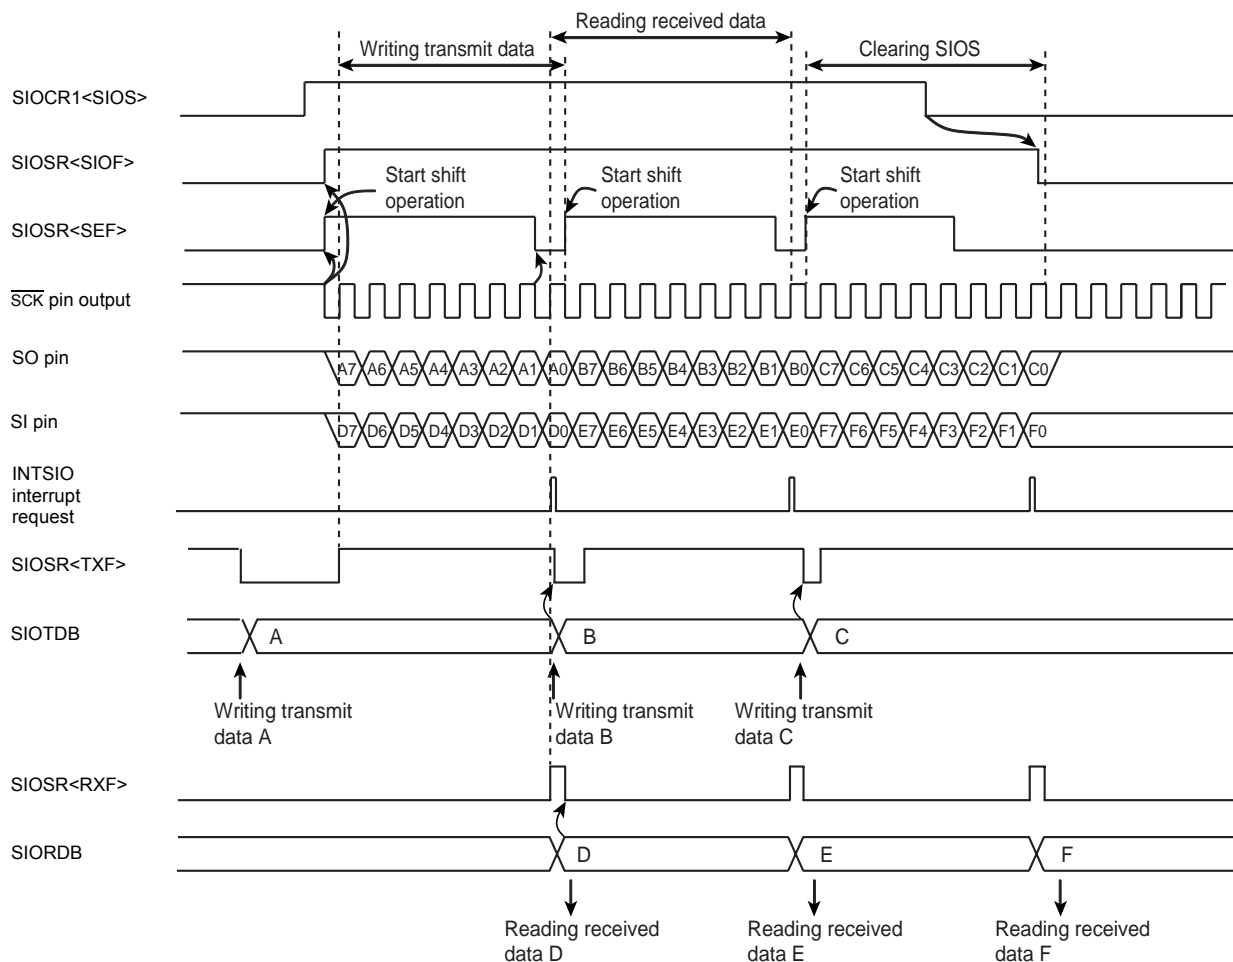 Reading received data
Writing transmit data
Clearing SIOS
SIOCR1<SIOS>
SIOSR<SIOF>
Start shift
operation
Start shift
operation
Start shift
operation
SIOSR<SEF>
SCK pin output
SO pin
A7 A6 A5 A4 A3 A2 A1 A0 B7 B6 B5 B4 B3 B2 B1 B0 C7 C6 C5 C4 C3 C2 C1 C0
SI pin
D7 D6 D5 D4 D3 D2 D1 D0 E7 E6 E5 E4 E3 E2 E1 E0 F7 F6 F5 F4 F3 F2 F1 F0
INTSIO
interrupt
request
SIOSR<TXF>
SIOTDB
A B C
Writing transmit
data A
Writing transmit
data B
Writing transmit
data C
SIOSR<RXF>
SIORDB
D E F
Reading received
data D
Reading received
data E
Reading received
data F